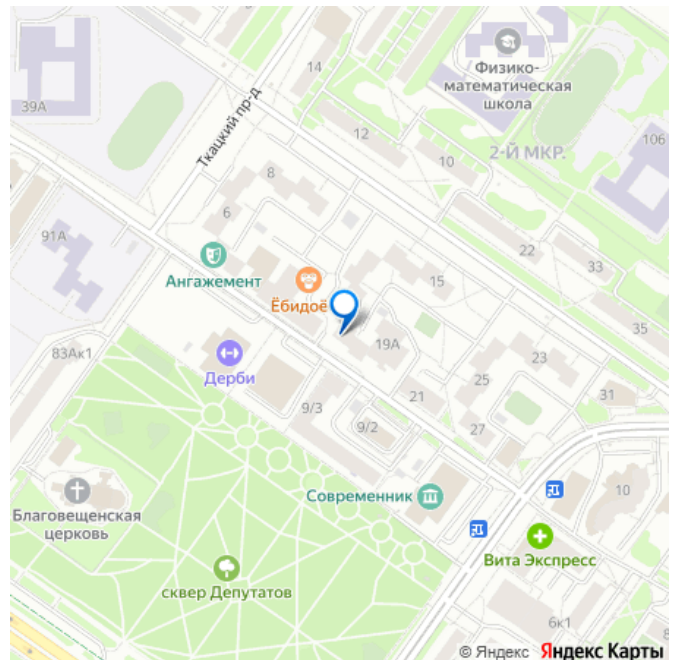 Физико-
математическая
школа
39А
14
Ткацкий пр-д
12
10
106
2-Й МКР.
8
6
91А
22
33
Ангажемент
15
Ёбидоё
35
83Ак1
19А
23
Дерби
25
31
21
9/3
9/2
27
Современник
10
Благовещенская
церковь
Вита Экспресс
сквер Депутатов
6к1
8
© Яндекс Яндекс Карты